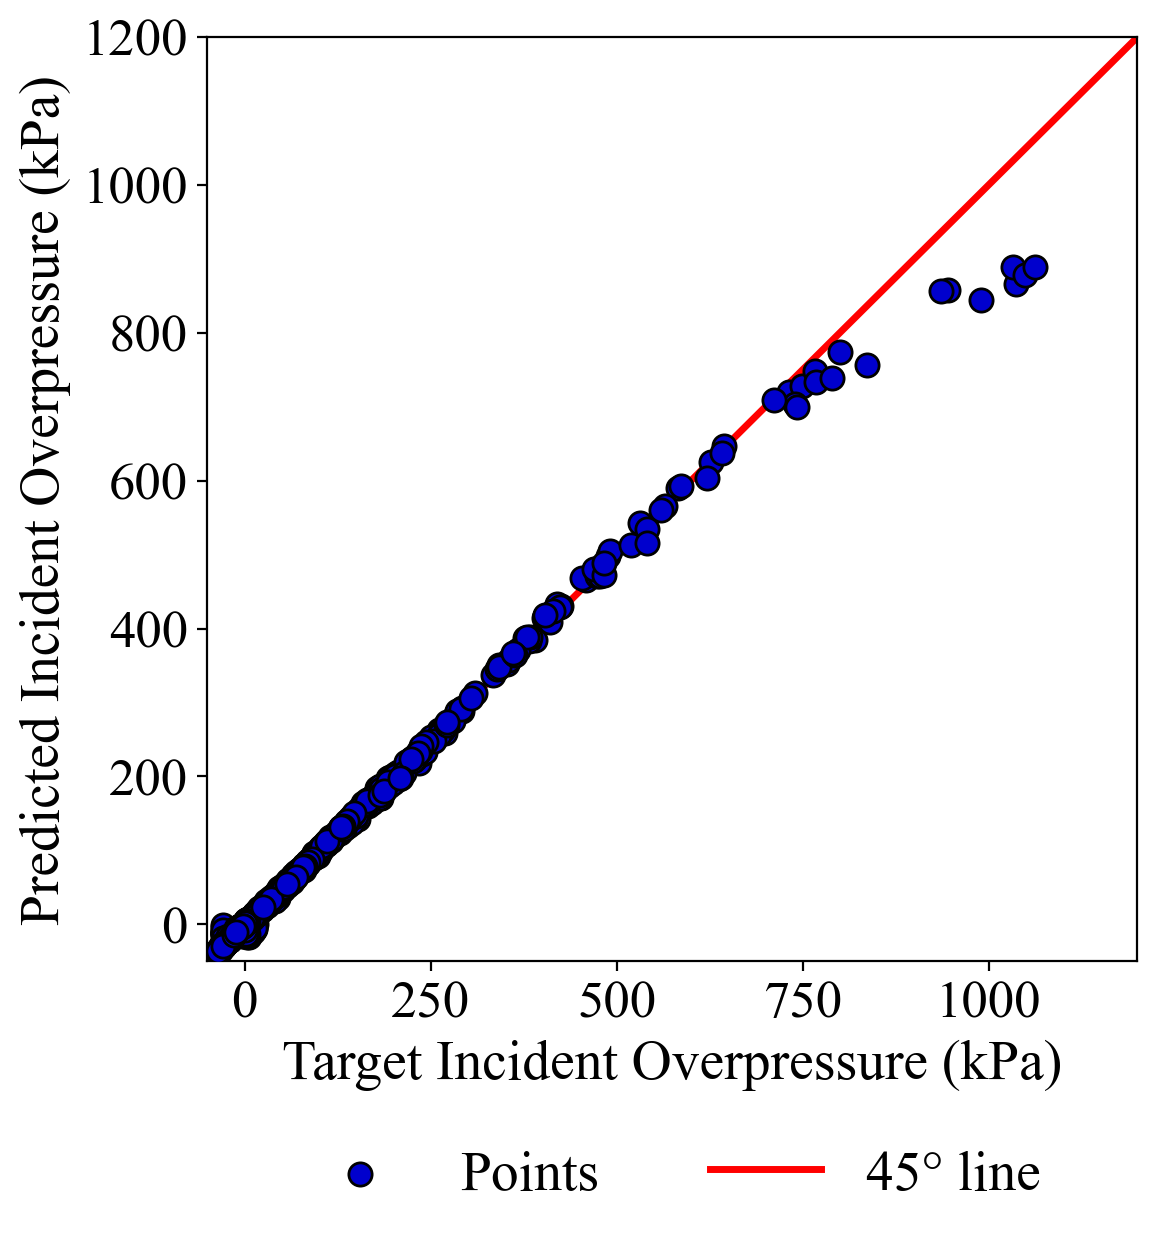 Predicted Incident Overpressure (kPa)
1200
1000
800
600
400
200
0
0 250 500 750 1000
Target Incident Overpressure (kPa)
Points 45° line